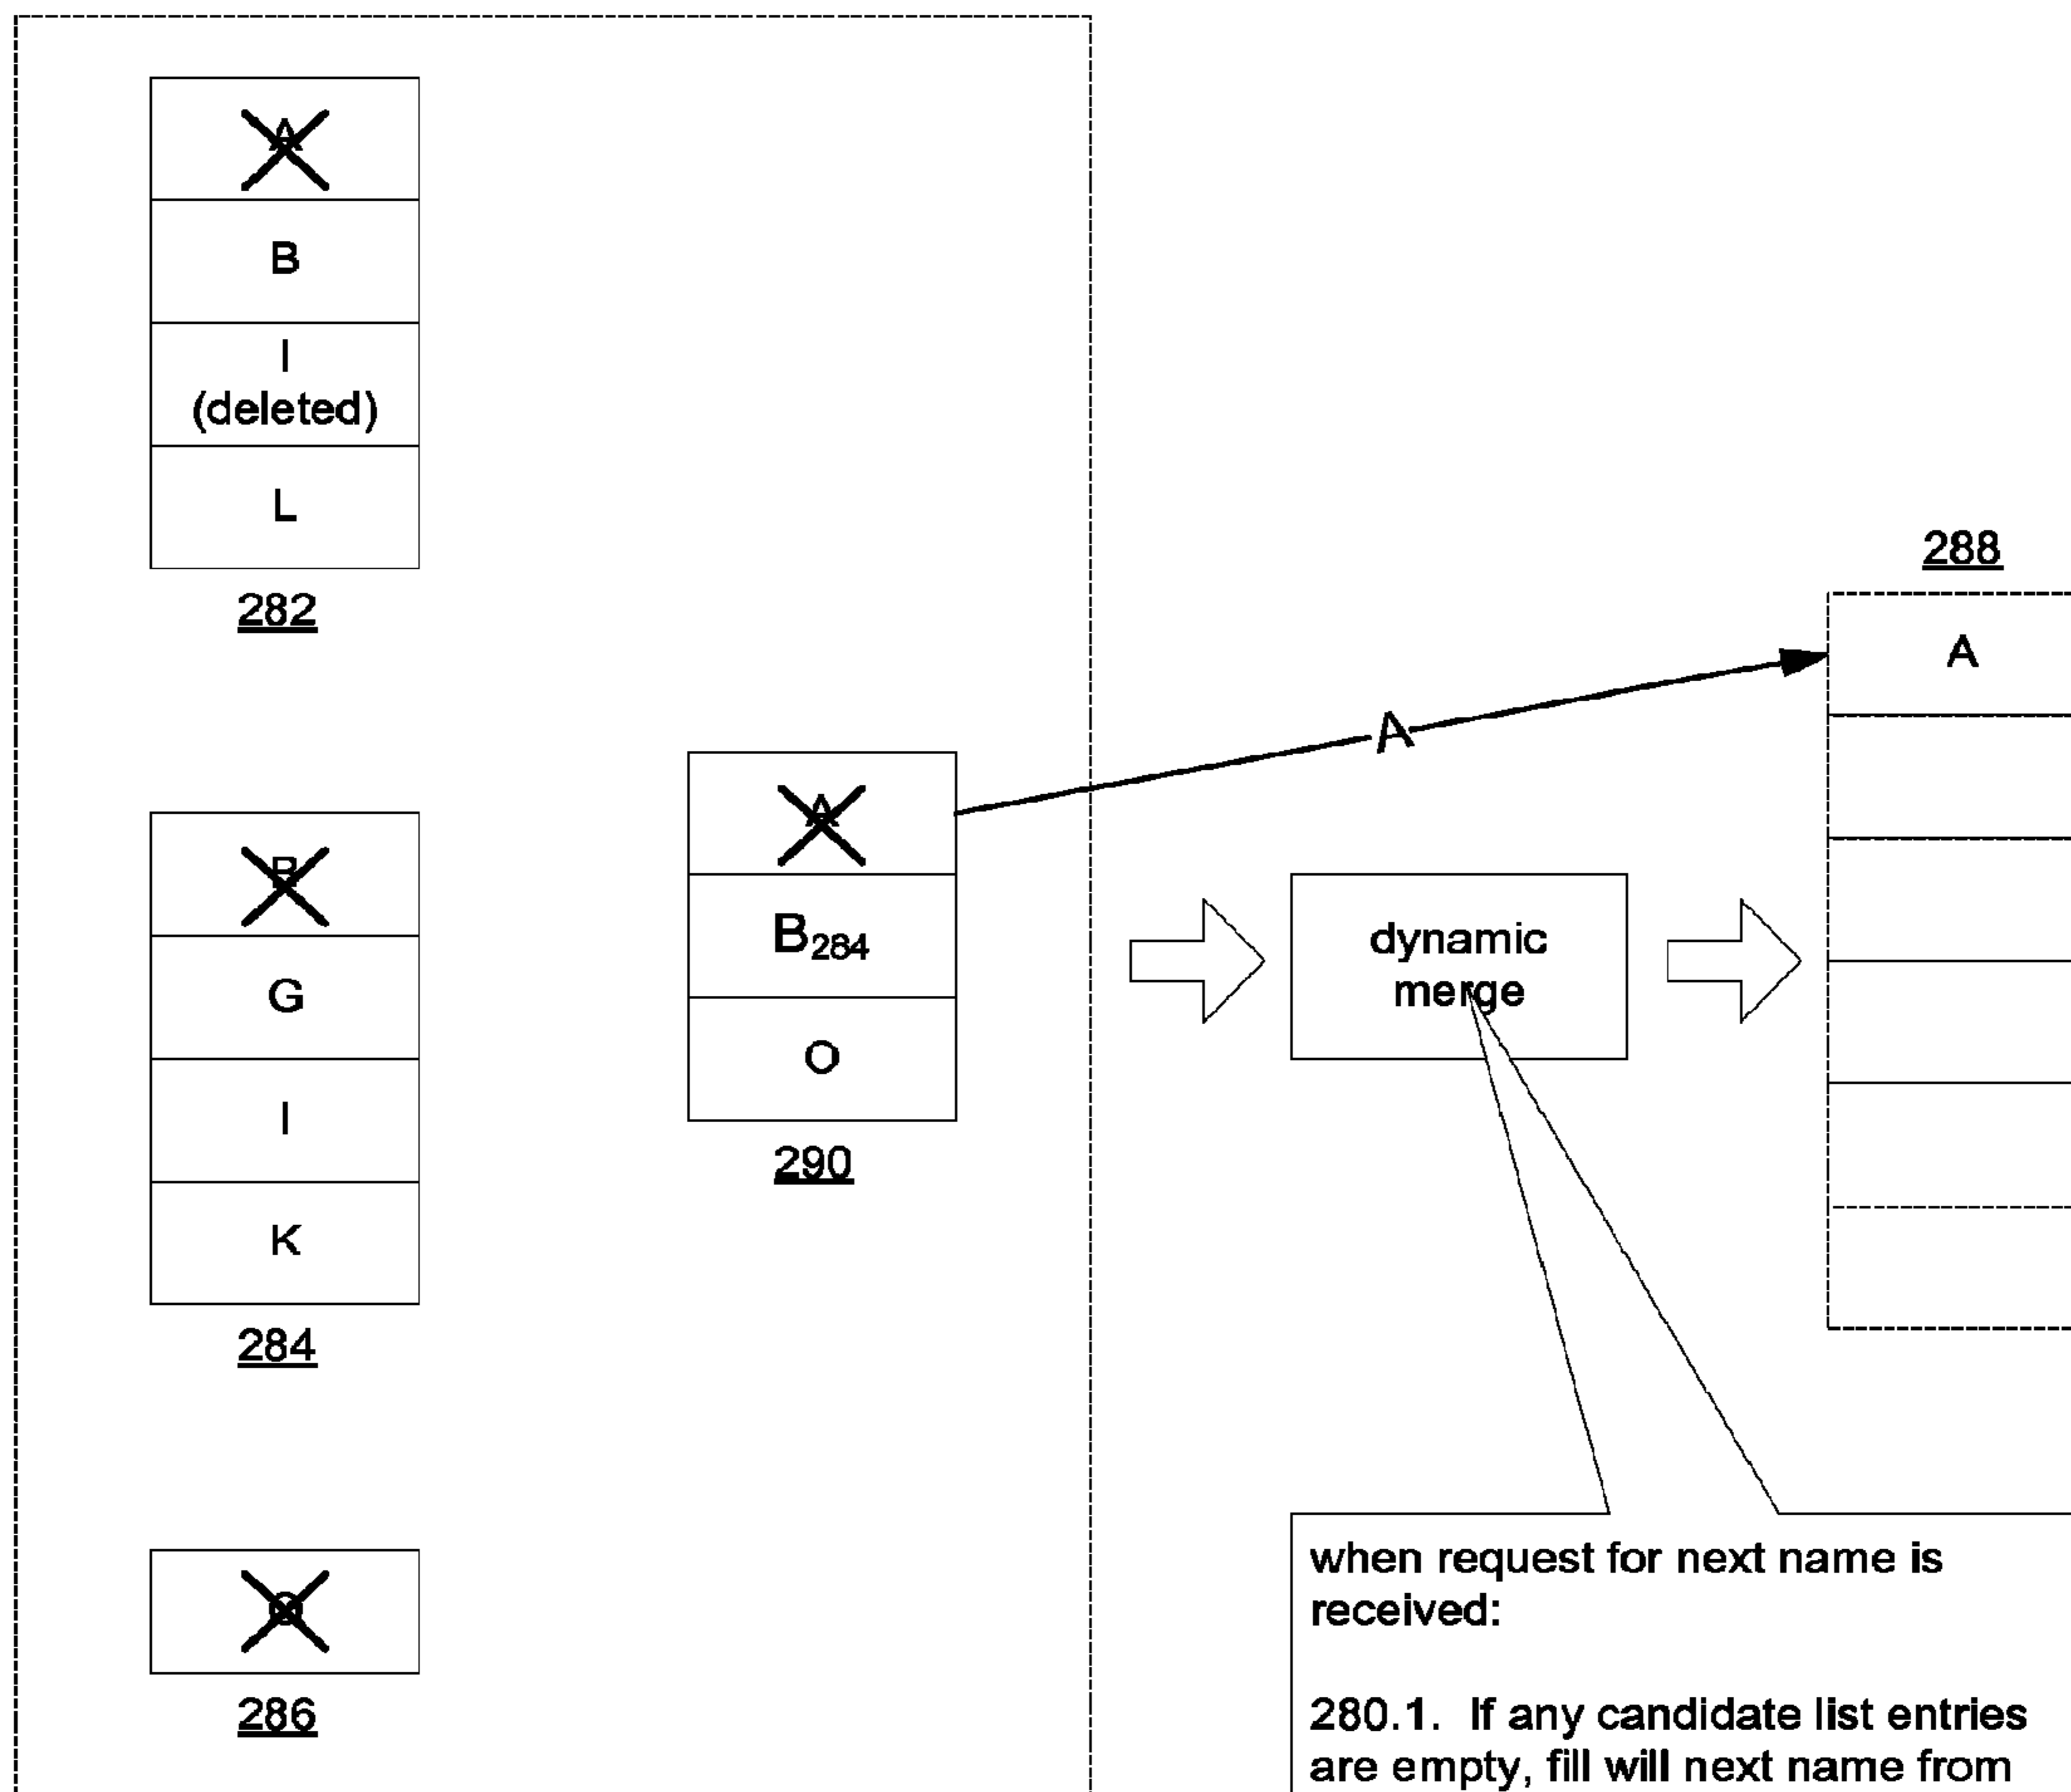 A
B
I
(deleted)
L
282
B
G
I
K
284
O
286
A
B284
O
290
A
dynamic
merge
288
A
when request for next name is
received:
280.1. If any candidate list entries
are empty, fill will next name from